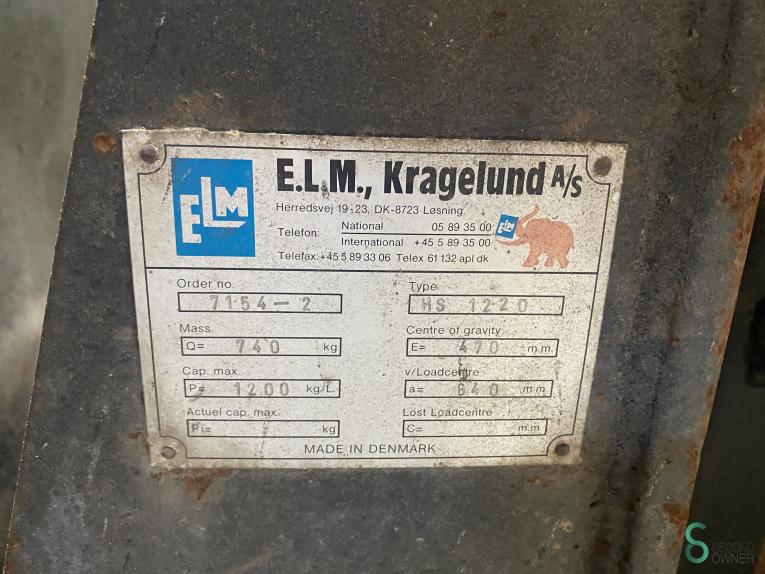 ELM
E.L.M., Kragelund A/S
Herredsvej 19-23, DK-8723 Løsning.
Telefon: National 05 89 35 00
International +45 5 89 35 00
ELM
Telefax: +45 5 89 33 06 Telex 61 132 apl dk
Order no. Type
7154-2 HS 1220
Mass. Centre of gravity
Q= 740 kg E= 470 m.m.
Cap. max. v/Loadcentre
P= 1200 kg/L. a= 640 m.m.
Actuel cap. max. Lost Loadcentre
P1= kg C= m.m.
MADE IN DENMARK
SECOND
OWNER